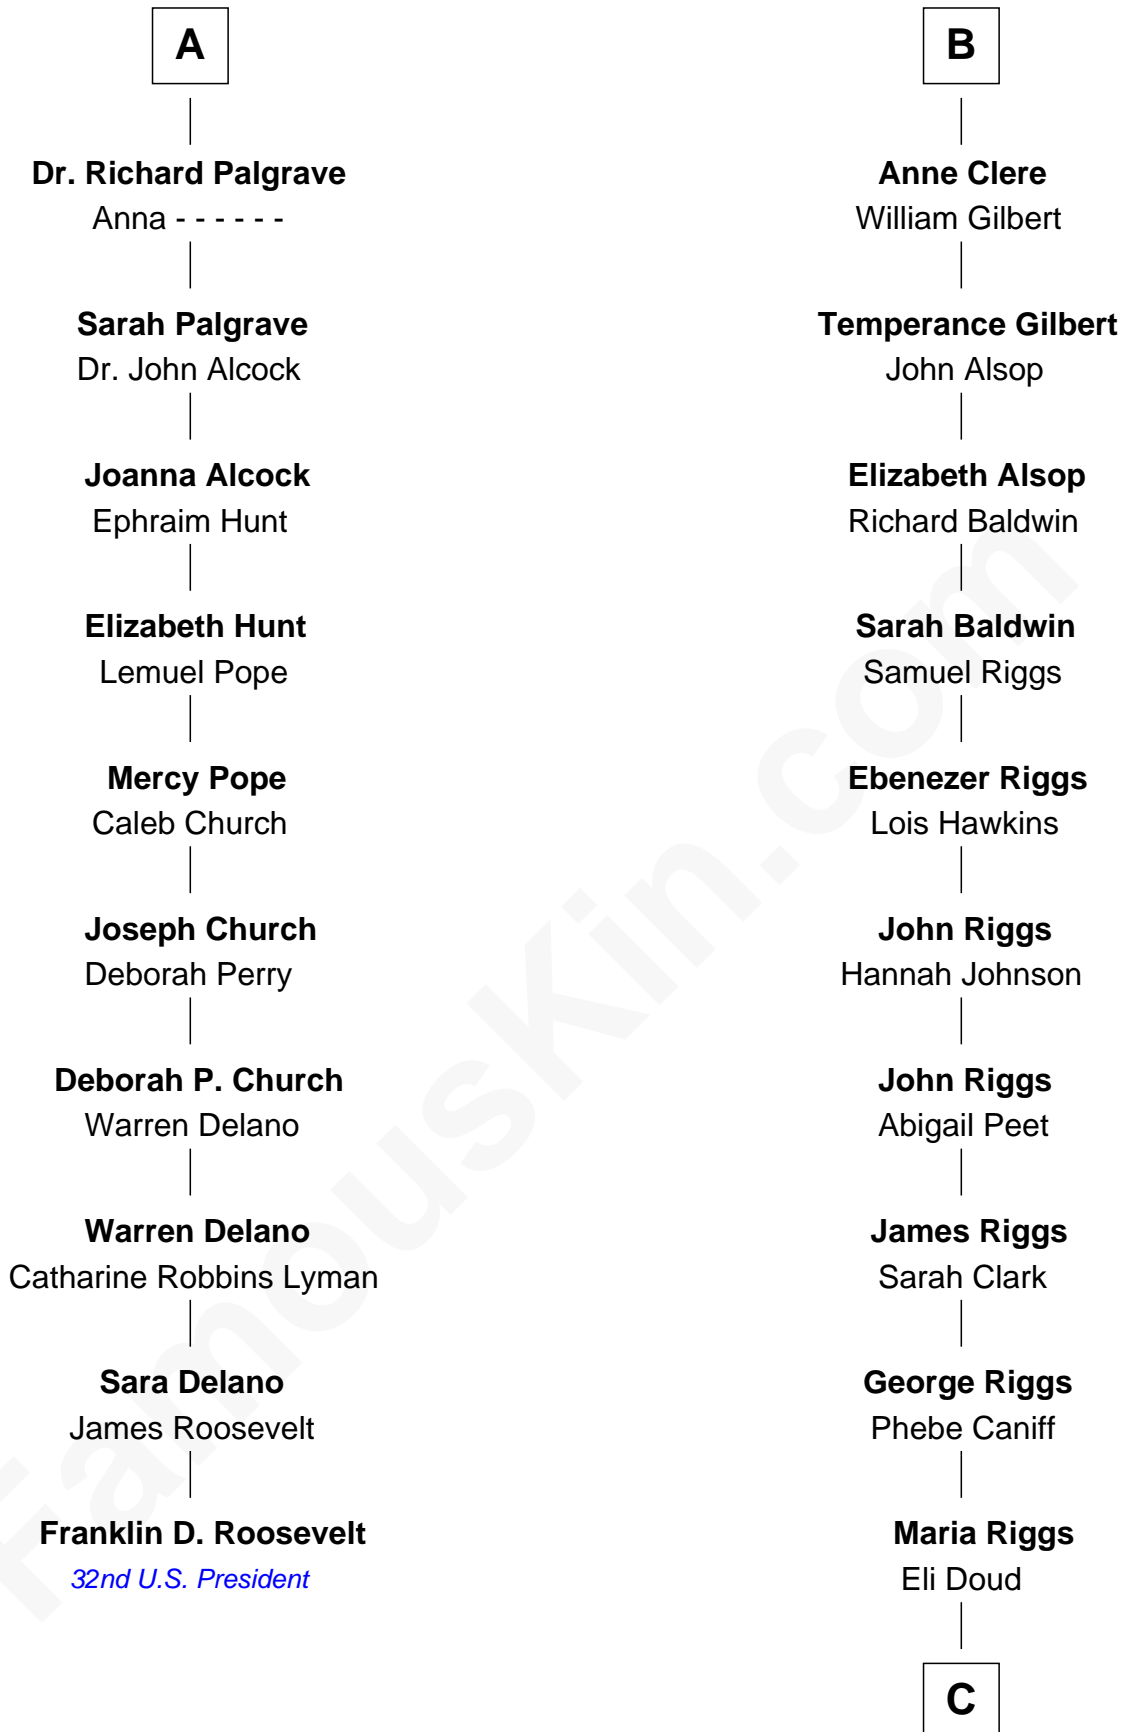 A
Dr. Richard Palgrave
Anna - - - - - -
Sarah Palgrave
Dr. John Alcock
Joanna Alcock
Ephraim Hunt
Elizabeth Hunt
Lemuel Pope
Mercy Pope
Caleb Church
Joseph Church
Deborah Perry
Deborah P. Church
Warren Delano
Warren Delano
Catharine Robbins Lyman
Sara Delano
James Roosevelt
Franklin D. Roosevelt
32nd U.S. President
B
Anne Clere
William Gilbert
Temperance Gilbert
John Alsop
Elizabeth Alsop
Richard Baldwin
Sarah Baldwin
Samuel Riggs
Ebenezer Riggs
Lois Hawkins
John Riggs
Hannah Johnson
John Riggs
Abigail Peet
James Riggs
Sarah Clark
George Riggs
Phebe Caniff
Maria Riggs
Eli Doud
C
FamousKin.com